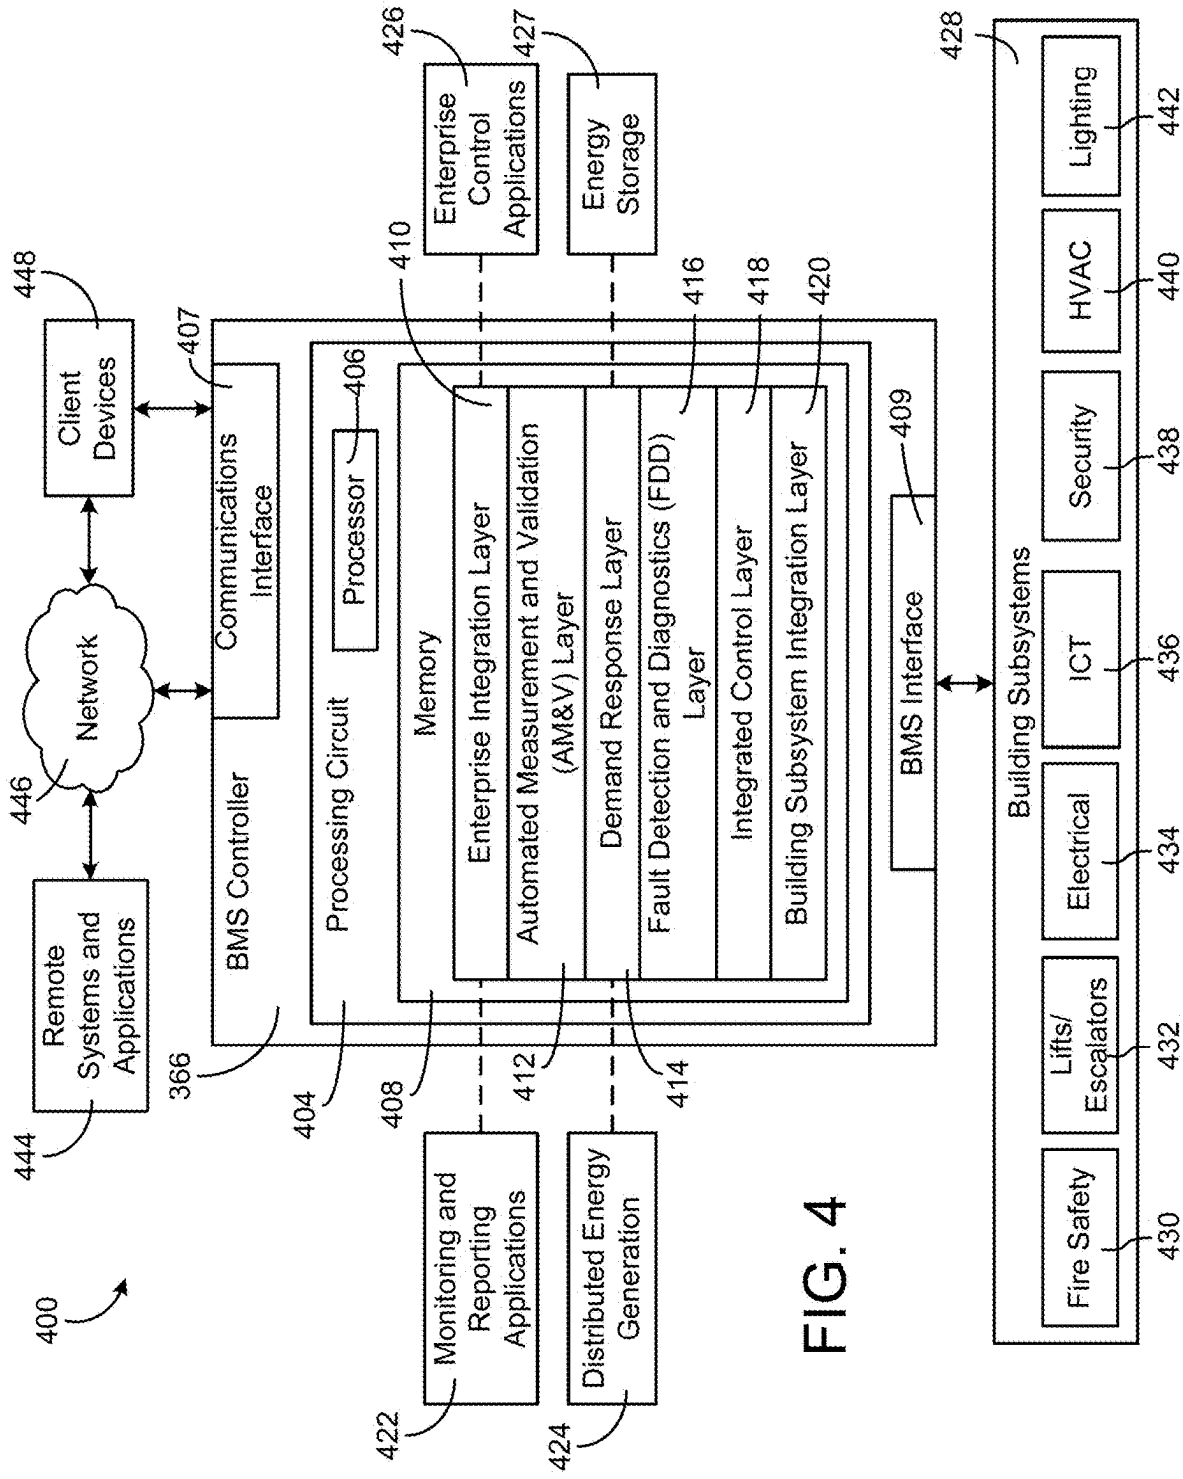 400
444
Remote
Systems and
Applications
446
Network
Client
Devices
448
366
BMS Controller
Communications
Interface
407
404
Processing Circuit
Processor
406
408
Memory
410
Enterprise Integration Layer
Automated Measurement and Validation
(AM&V) Layer
412
Demand Response Layer
414
Fault Detection and Diagnostics (FDD)
Layer
416
Integrated Control Layer
418
Building Subsystem Integration Layer
420
422
Monitoring and
Reporting
Applications
424
Distributed Energy
Generation
Enterprise
Control
Applications
426
Energy
Storage
427
BMS Interface
409
Building Subsystems
428
Fire Safety
Lifts/
Escalators
Electrical
ICT
Security
HVAC
Lighting
430
432
434
436
438
440
442
FIG. 4